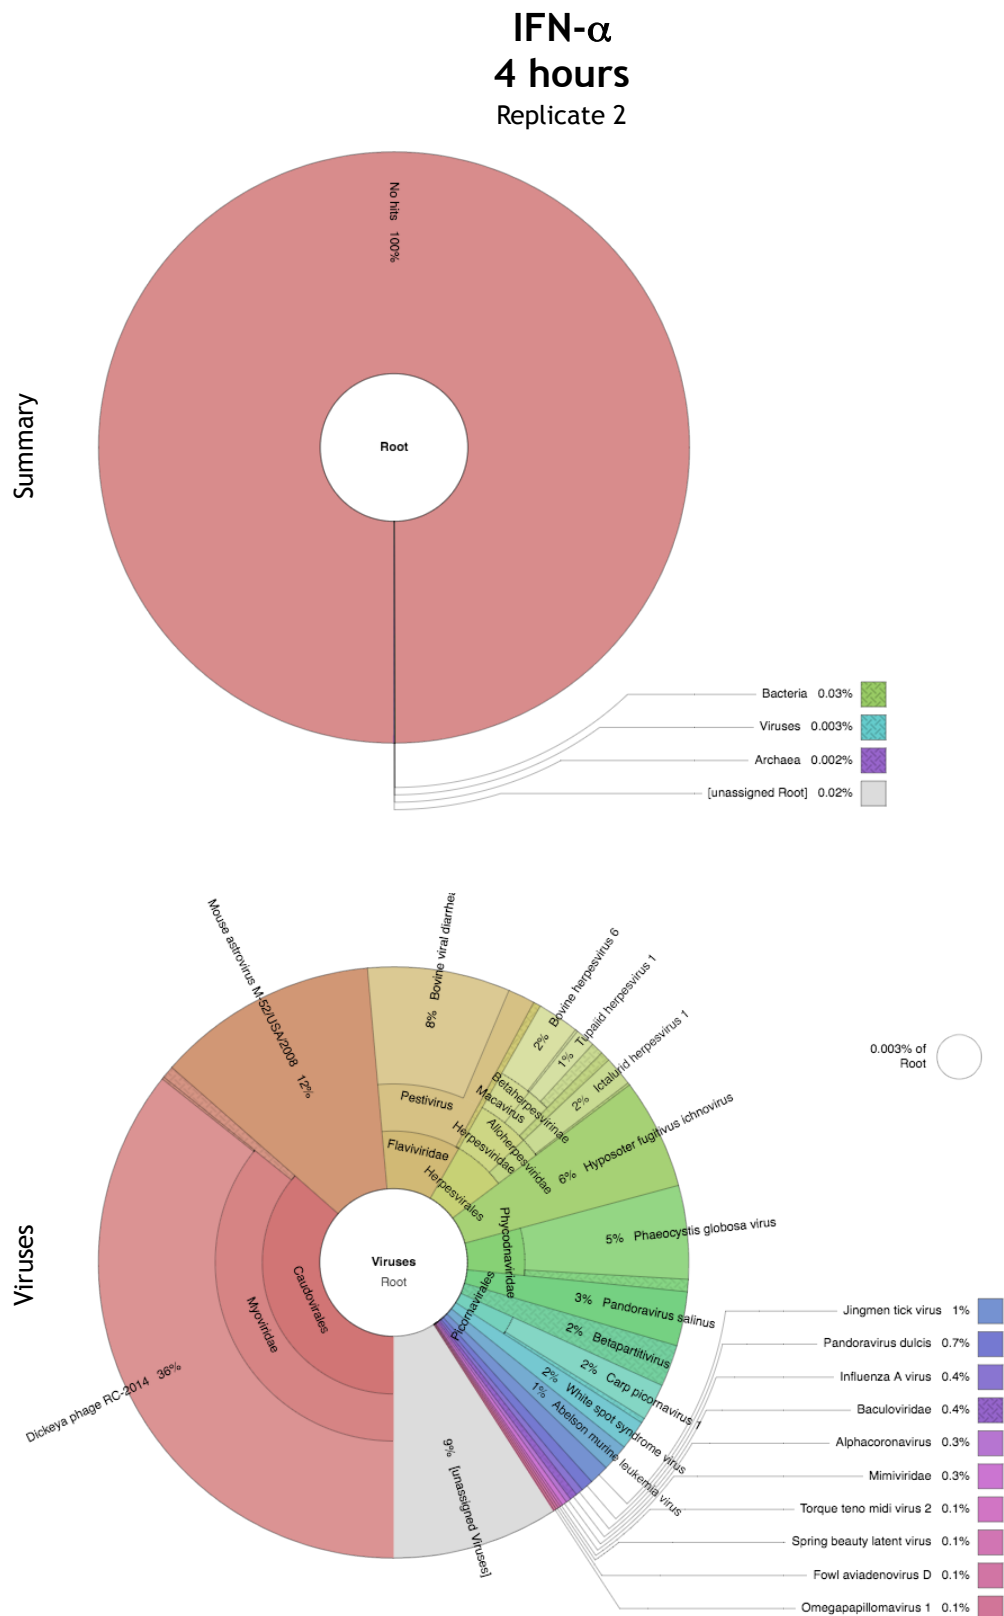 IFN-α
4 hours
Replicate 2
Summary
No hits 100%
Root
Bacteria 0.03%
Viruses 0.003%
Archaea 0.002%
[unassigned Root] 0.02%
Viruses
Mouse astrovirus M-52/USA/2008 12%
8% Bovine viral diarrhe
2% Bovine herpesvirus 6
1% Tupaiid herpesvirus 1
2% Ictalurid herpesvirus 1
0.003% of
Root
Pestivirus
Flaviviridae
Betaherpesvirinae
Macavirus
Alloherpesviridae
Herpesviridae
Herpesvirales
6% Hyposoter fugitivus ichnovirus
Phycodnaviridae
5% Phaeocystis globosa virus
Viruses
Root
Caudovirales
Myoviridae
Dickeya phage RC-2014 36%
Picornavirales
3% Pandoravirus salinus
2% Betapartitivirus
2% Carp picornavirus 1
2% White spot syndrome virus
1% Abelson murine leukemia virus
9% [unassigned Viruses]
Jingmen tick virus 1%
Pandoravirus dulcis 0.7%
Influenza A virus 0.4%
Baculoviridae 0.4%
Alphacoronavirus 0.3%
Mimiviridae 0.3%
Torque teno midi virus 2 0.1%
Spring beauty latent virus 0.1%
Fowl aviadenovirus D 0.1%
Omegapapillomavirus 1 0.1%